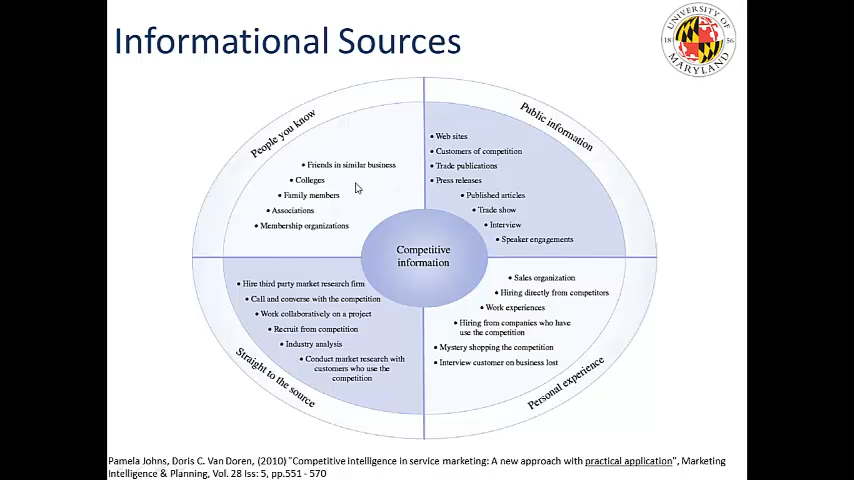 Informational Sources
UNIVERSITY OF
18 56
MARYLAND
People you know
• Friends in similar business
• Colleges
• Family members
• Associations
• Membership organizations
Public information
• Web sites
• Customers of competition
• Trade publications
• Press releases
• Published articles
• Trade show
• Interview
• Speaker engagements
Competitive
information
• Hire third party market research firm
• Call and converse with the competition
• Work collaboratively on a project
• Recruit from competition
• Industry analysis
• Conduct market research with
customers who use the
competition
Straight to the source
• Sales organization
• Hiring directly from competitors
• Work experiences
• Hiring from companies who have
use the competition
• Mystery shopping the competition
• Interview customer on business lost
Personal experience
Pamela Johns, Doris C. Van Doren, (2010) "Competitive intelligence in service marketing: A new approach with practical application", Marketing
Intelligence & Planning, Vol. 28 Iss: 5, pp.551 - 570